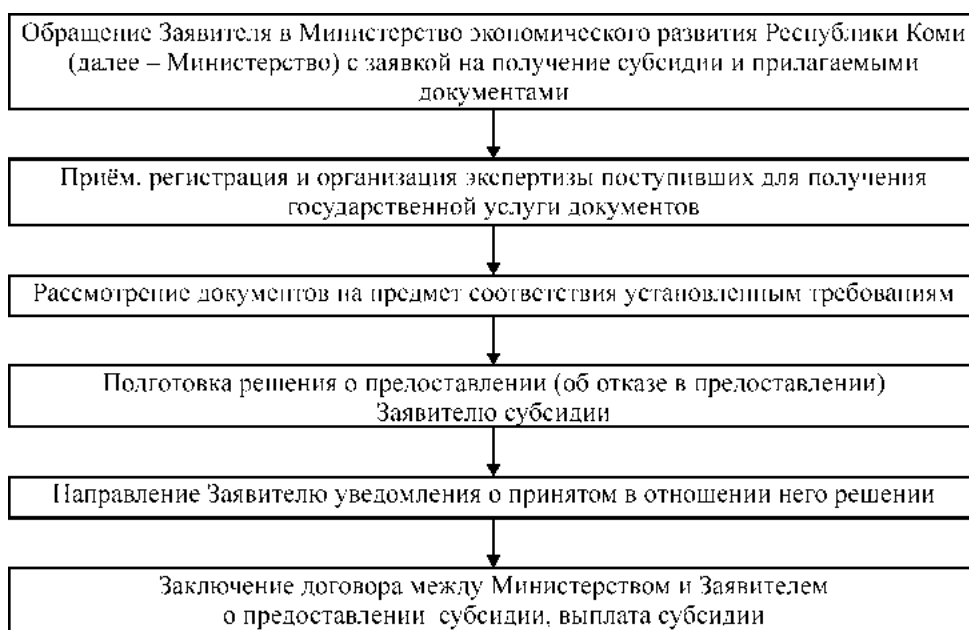 Обращение Заявителя в Министерство экономического развития Республики Коми
(далее – Министерство) с заявкой на получение субсидии и прилагаемыми
документами
Приём, регистрация и организация экспертизы поступивших для получения
государственной услуги документов
Рассмотрение документов на предмет соответствия установленным требованиям
Подготовка решения о предоставлении (об отказе в предоставлении)
Заявителю субсидии
Направление Заявителю уведомления о принятом в отношении него решении
Заключение договора между Министерством и Заявителем
о предоставлении субсидии, выплата субсидии